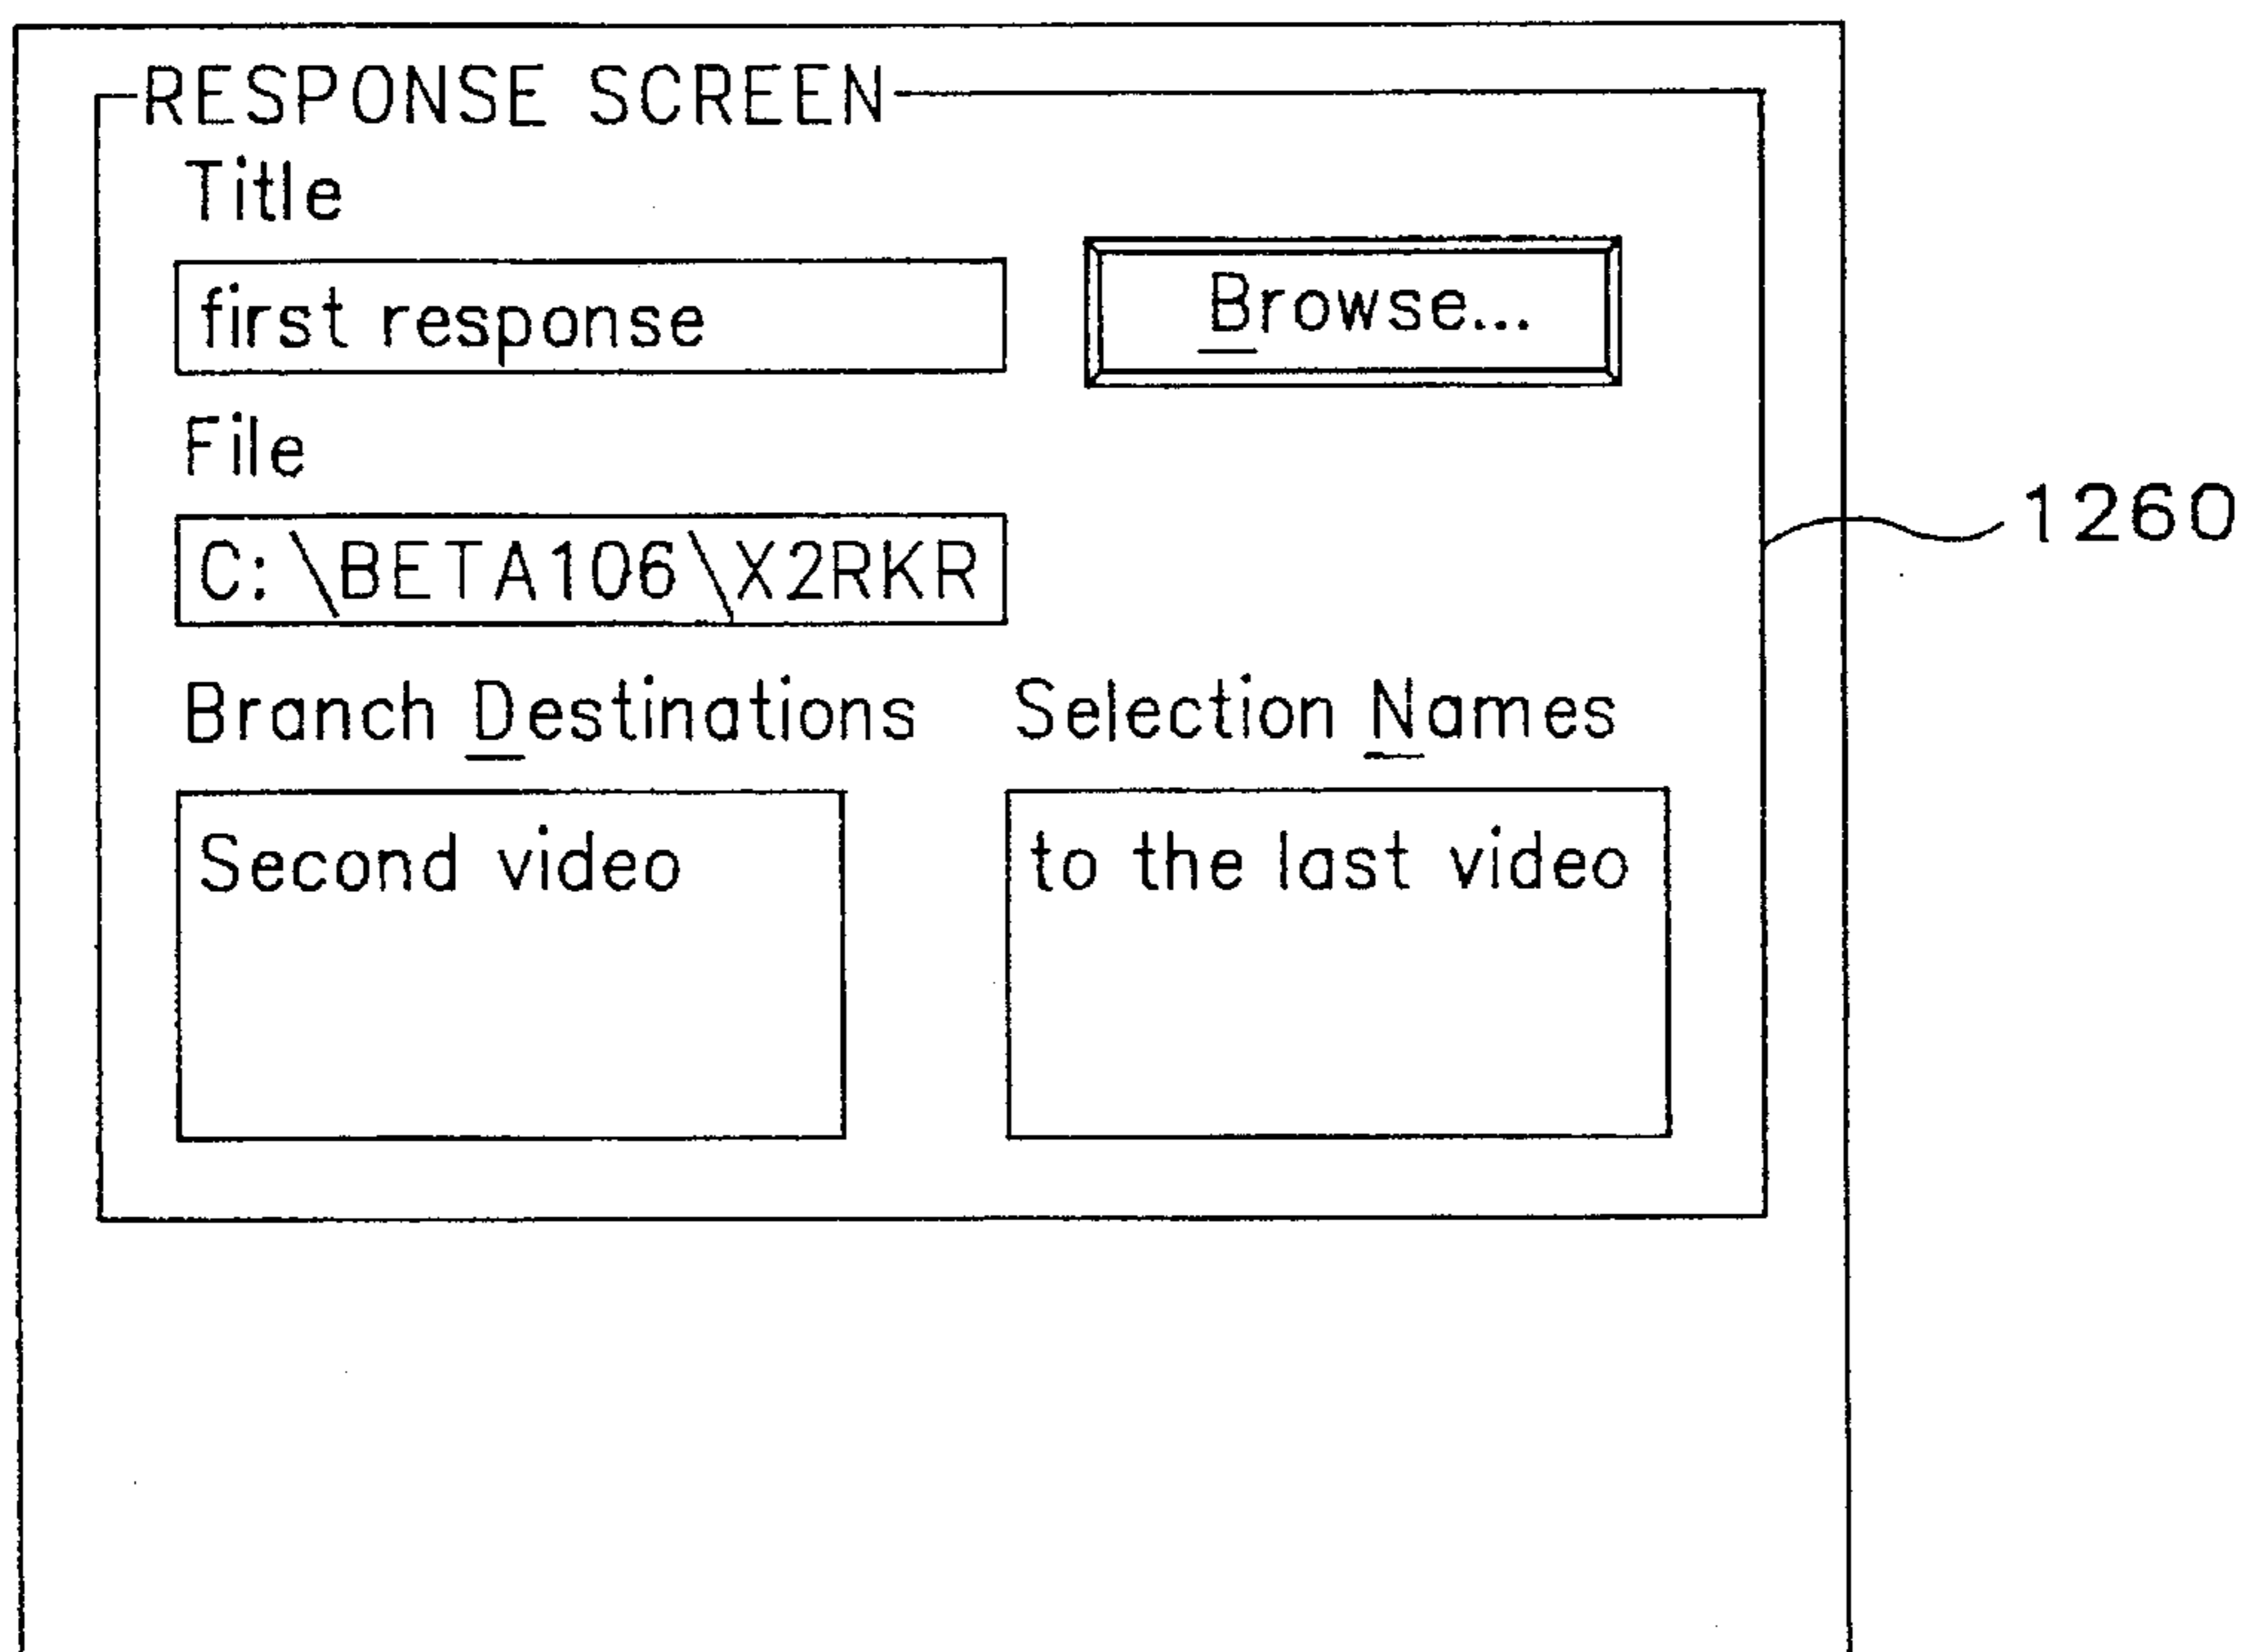 RESPONSE SCREEN
Title
first response
Browse...
File
C:\BETA106\X2RKR
1260
Branch Destinations
Selection Names
Second video
to the last video